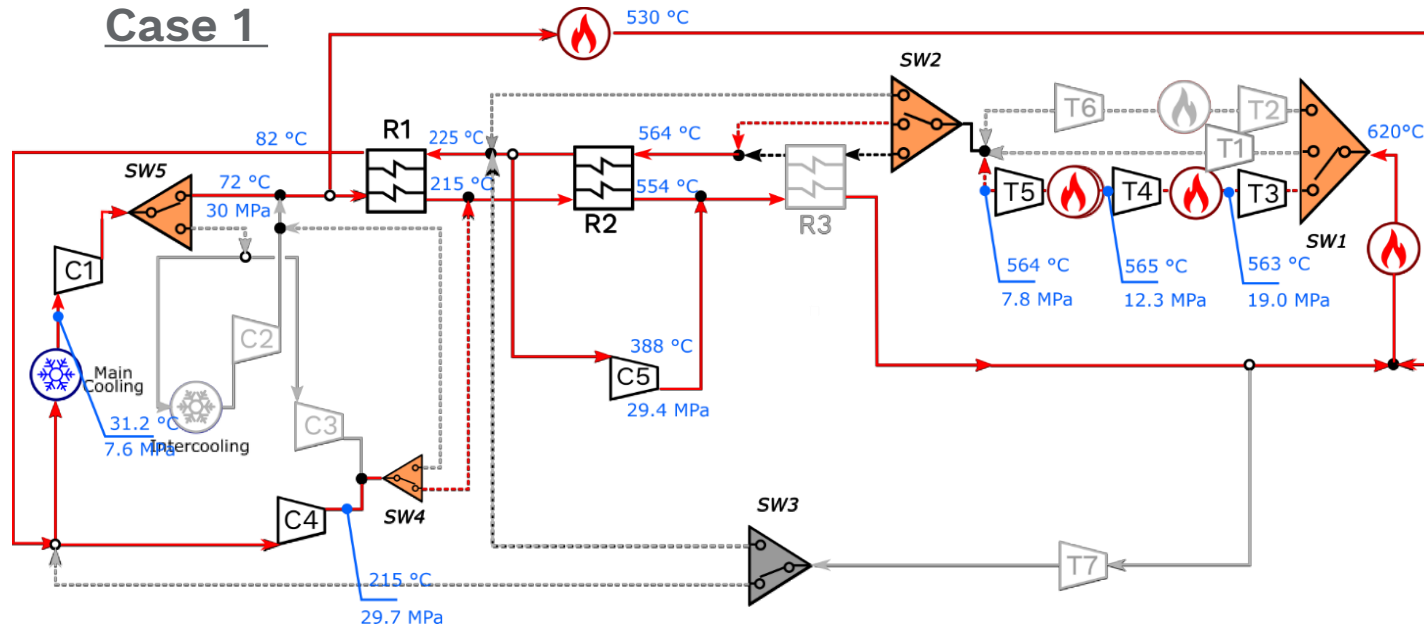 Case 1
530 °C
SW2
T6
T2
620°C
R1
82 °C
225 °C
564 °C
T1
SW5
72 °C
215 °C
554 °C
30 MPa
R2
R3
T5
T4
T3
SW1
C1
564 °C
565 °C
563 °C
7.8 MPa
12.3 MPa
19.0 MPa
C2
388 °C
C5
Main
Cooling
29.4 MPa
31.2 °C
C3
7.6 MPa
Intercooling
SW4
SW3
C4
T7
215 °C
29.7 MPa